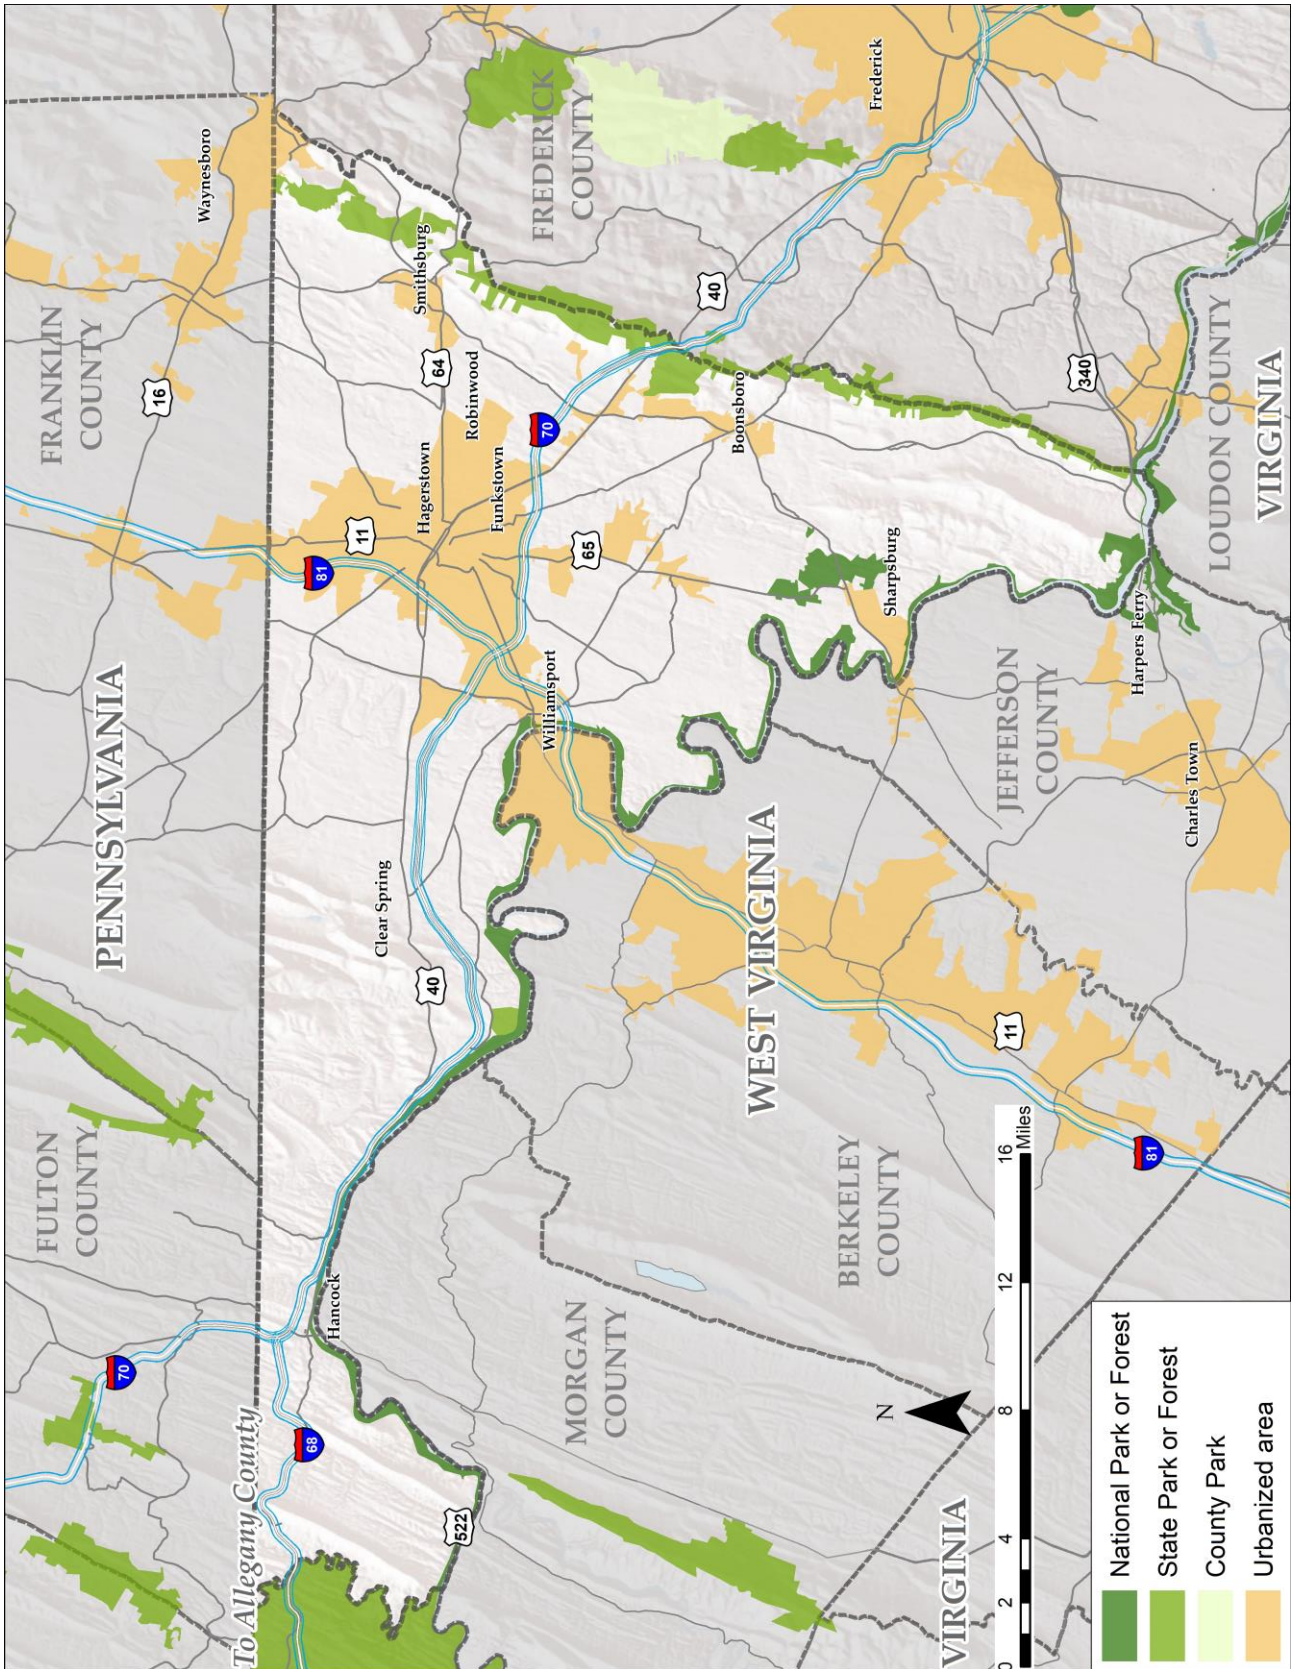 FULTON
COUNTY
PENNSYLVANIA
FRANKLIN
COUNTY
Waynesboro
16
70
81
To Allegany County
68
Hancock
522
40
Clear Spring
11
Hagerstown
64
Smithsburg
Robinwood
Funkstown
70
65
Williamsport
FREDERICK
COUNTY
Frederick
40
Boonsboro
Sharpsburg
MORGAN
COUNTY
WEST VIRGINIA
BERKELEY
COUNTY
JEFFERSON
COUNTY
Harpers Ferry
340
Charles Town
11
81
LOUDON COUNTY
VIRGINIA
VIRGINIA
N
0 2 4 8 12 16
Miles
National Park or Forest
State Park or Forest
County Park
Urbanized area